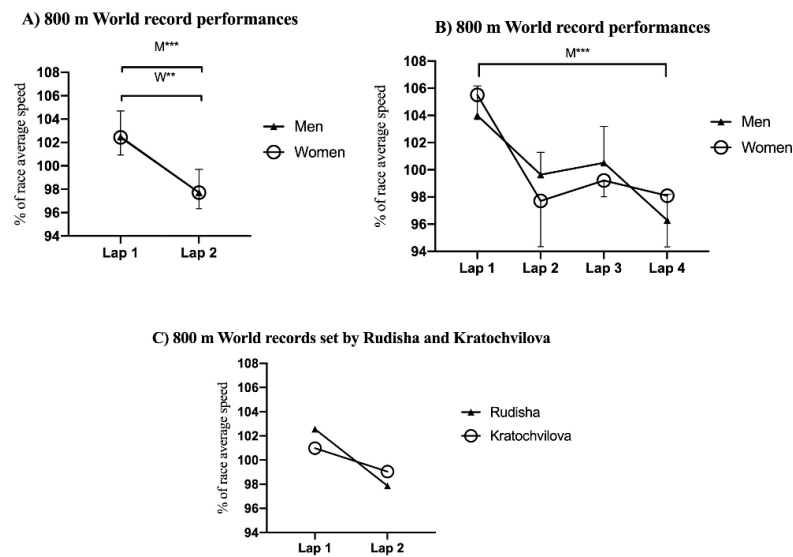 A) 800 m World record performances
M***
W**
% of race average speed
108
106
104
102
100
98
96
94
Lap 1
Lap 2
Men
Women
B) 800 m World record performances
M***
% of race average speed
108
106
104
102
100
98
96
94
Lap 1
Lap 2
Lap 3
Lap 4
Men
Women
C) 800 m World records set by Rudisha and Kratochvilova
% of race average speed
108
106
104
102
100
98
96
94
Lap 1
Lap 2
Rudisha
Kratochvilova